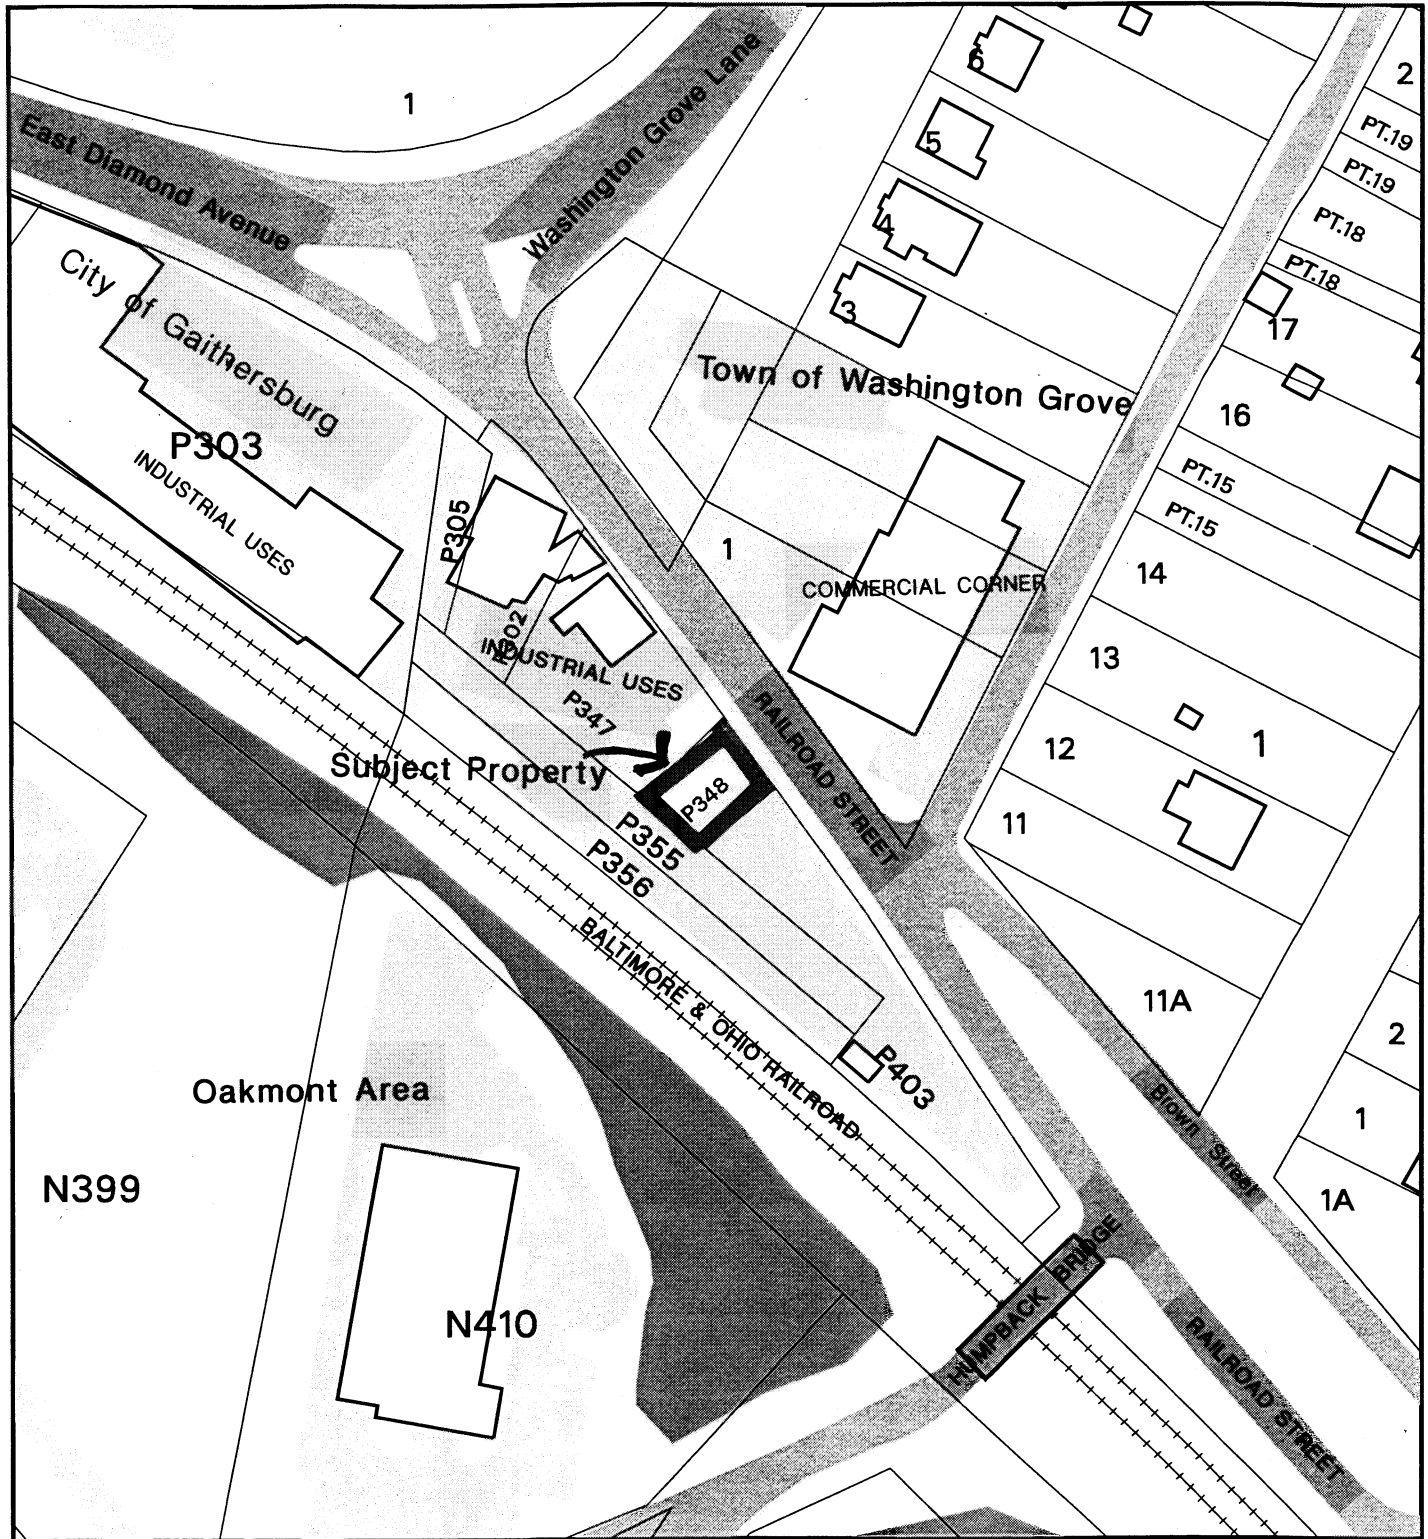 6
2
1
Washington Grove Lane
PT.19
5
East Diamond Avenue
PT.19
4
PT.18
City of Gaithersburg
PT.18
3
17
Town of Washington Grove
16
P303
PT.15
INDUSTRIAL USES
P305
PT.15
1
14
COMMERCIAL CORNER
INDUSTRIAL USES
13
P347
RAILROAD STREET
1
12
Subject Property
P348
11
P355
P356
BALTIMORE & OHIO RAILROAD
11A
2
P403
Oakmont Area
Brown Street
1
N399
1A
HUMPBACK BRIDGE
N410
RAILROAD STREET